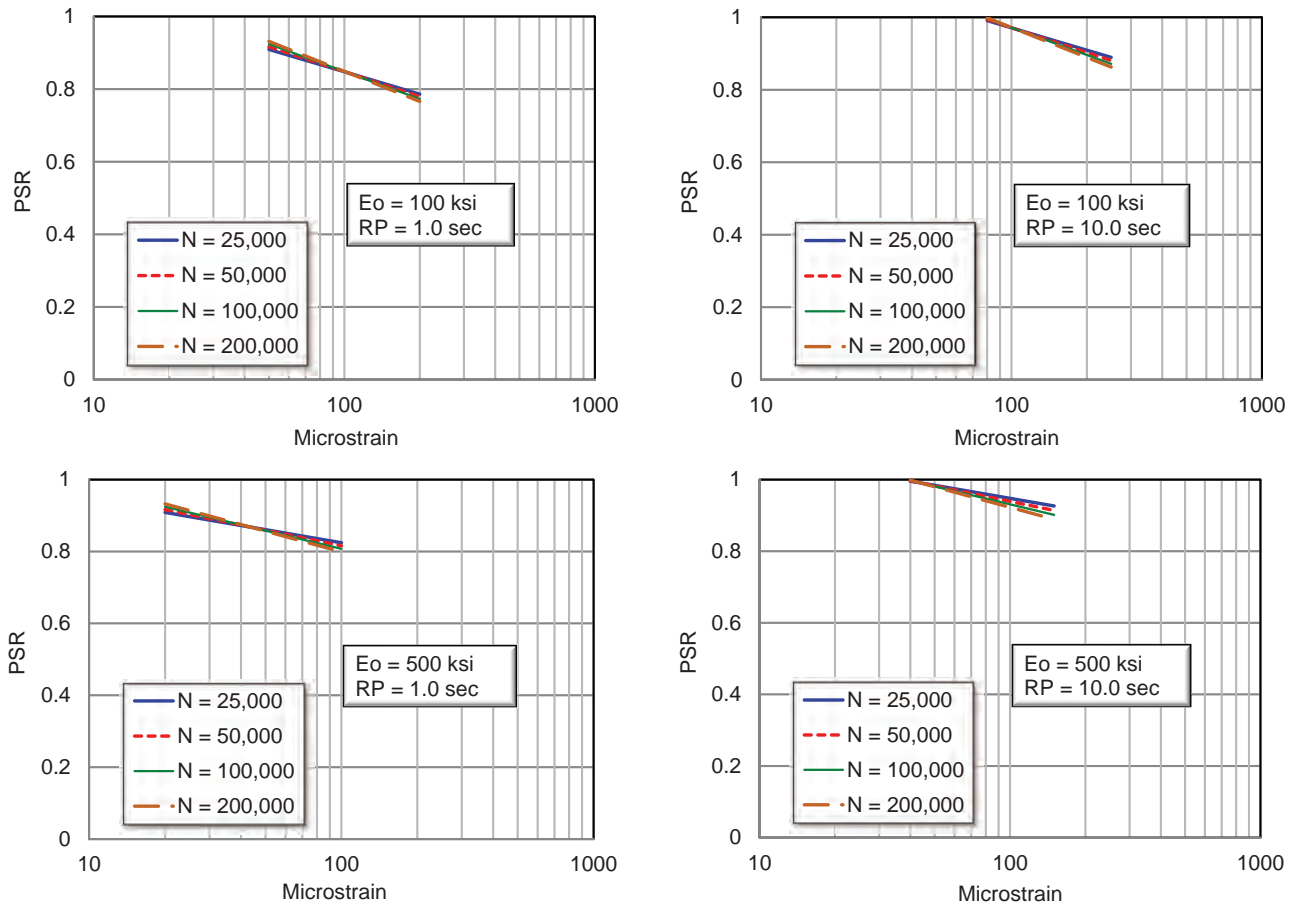 1
0.8
0.6
0.4
0.2
0
PSR
Eo = 100 ksi
RP = 1.0 sec
N = 25,000
N = 50,000
N = 100,000
N = 200,000
10
100
1000
Microstrain
1
0.8
0.6
0.4
0.2
0
PSR
Eo = 100 ksi
RP = 10.0 sec
N = 25,000
N = 50,000
N = 100,000
N = 200,000
10
100
1000
Microstrain
1
0.8
0.6
0.4
0.2
0
PSR
Eo = 500 ksi
RP = 1.0 sec
N = 25,000
N = 50,000
N = 100,000
N = 200,000
10
100
1000
Microstrain
1
0.8
0.6
0.4
0.2
0
PSR
Eo = 500 ksi
RP = 10.0 sec
N = 25,000
N = 50,000
N = 100,000
N = 200,000
10
100
1000
Microstrain